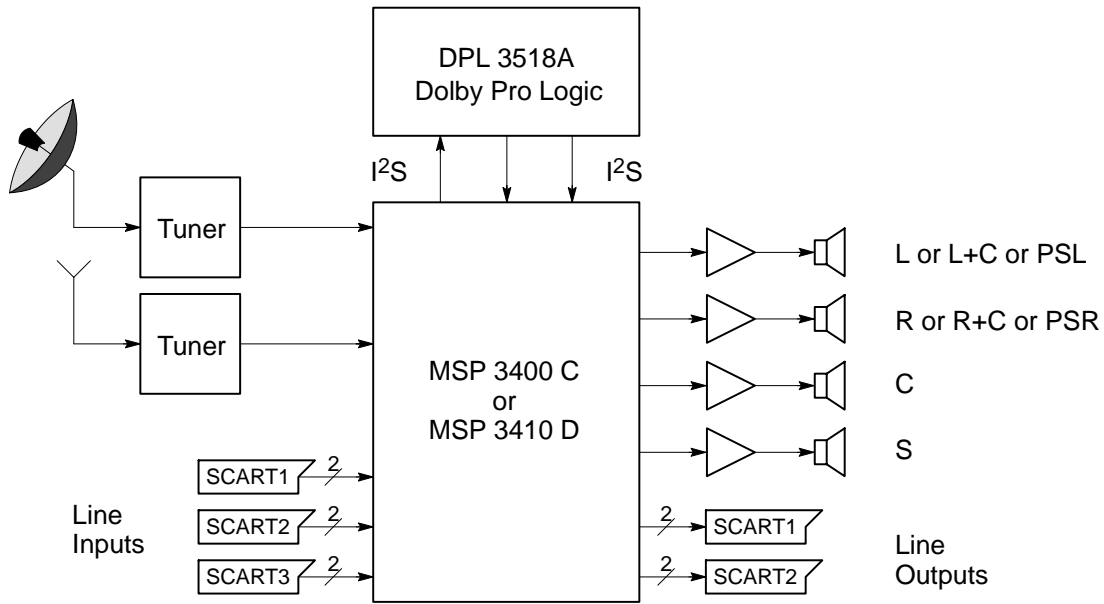 DPL 3518A
Dolby Pro Logic
I²S
I²S
Tuner
L or L+C or PSL
R or R+C or PSR
Tuner
MSP 3400 C
or
MSP 3410 D
C
S
SCART1
2
Line
Inputs
SCART2
2
SCART3
2
2
SCART1
2
SCART2
Line
Outputs